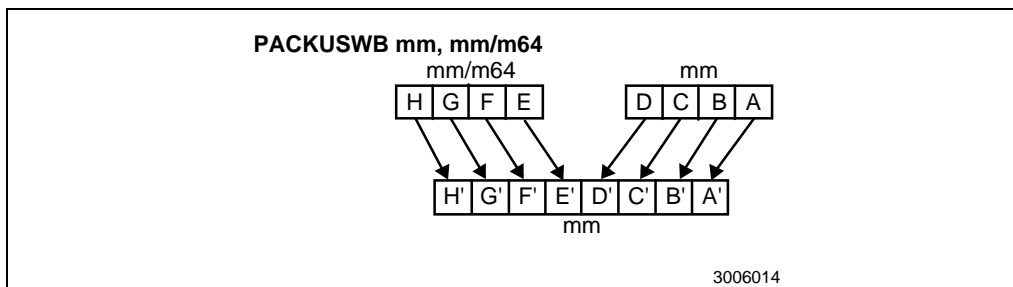 PACKUSWB mm, mm/m64
mm/m64 mm
H G F E D C B A
H' G' F' E' D' C' B' A'
mm
3006014